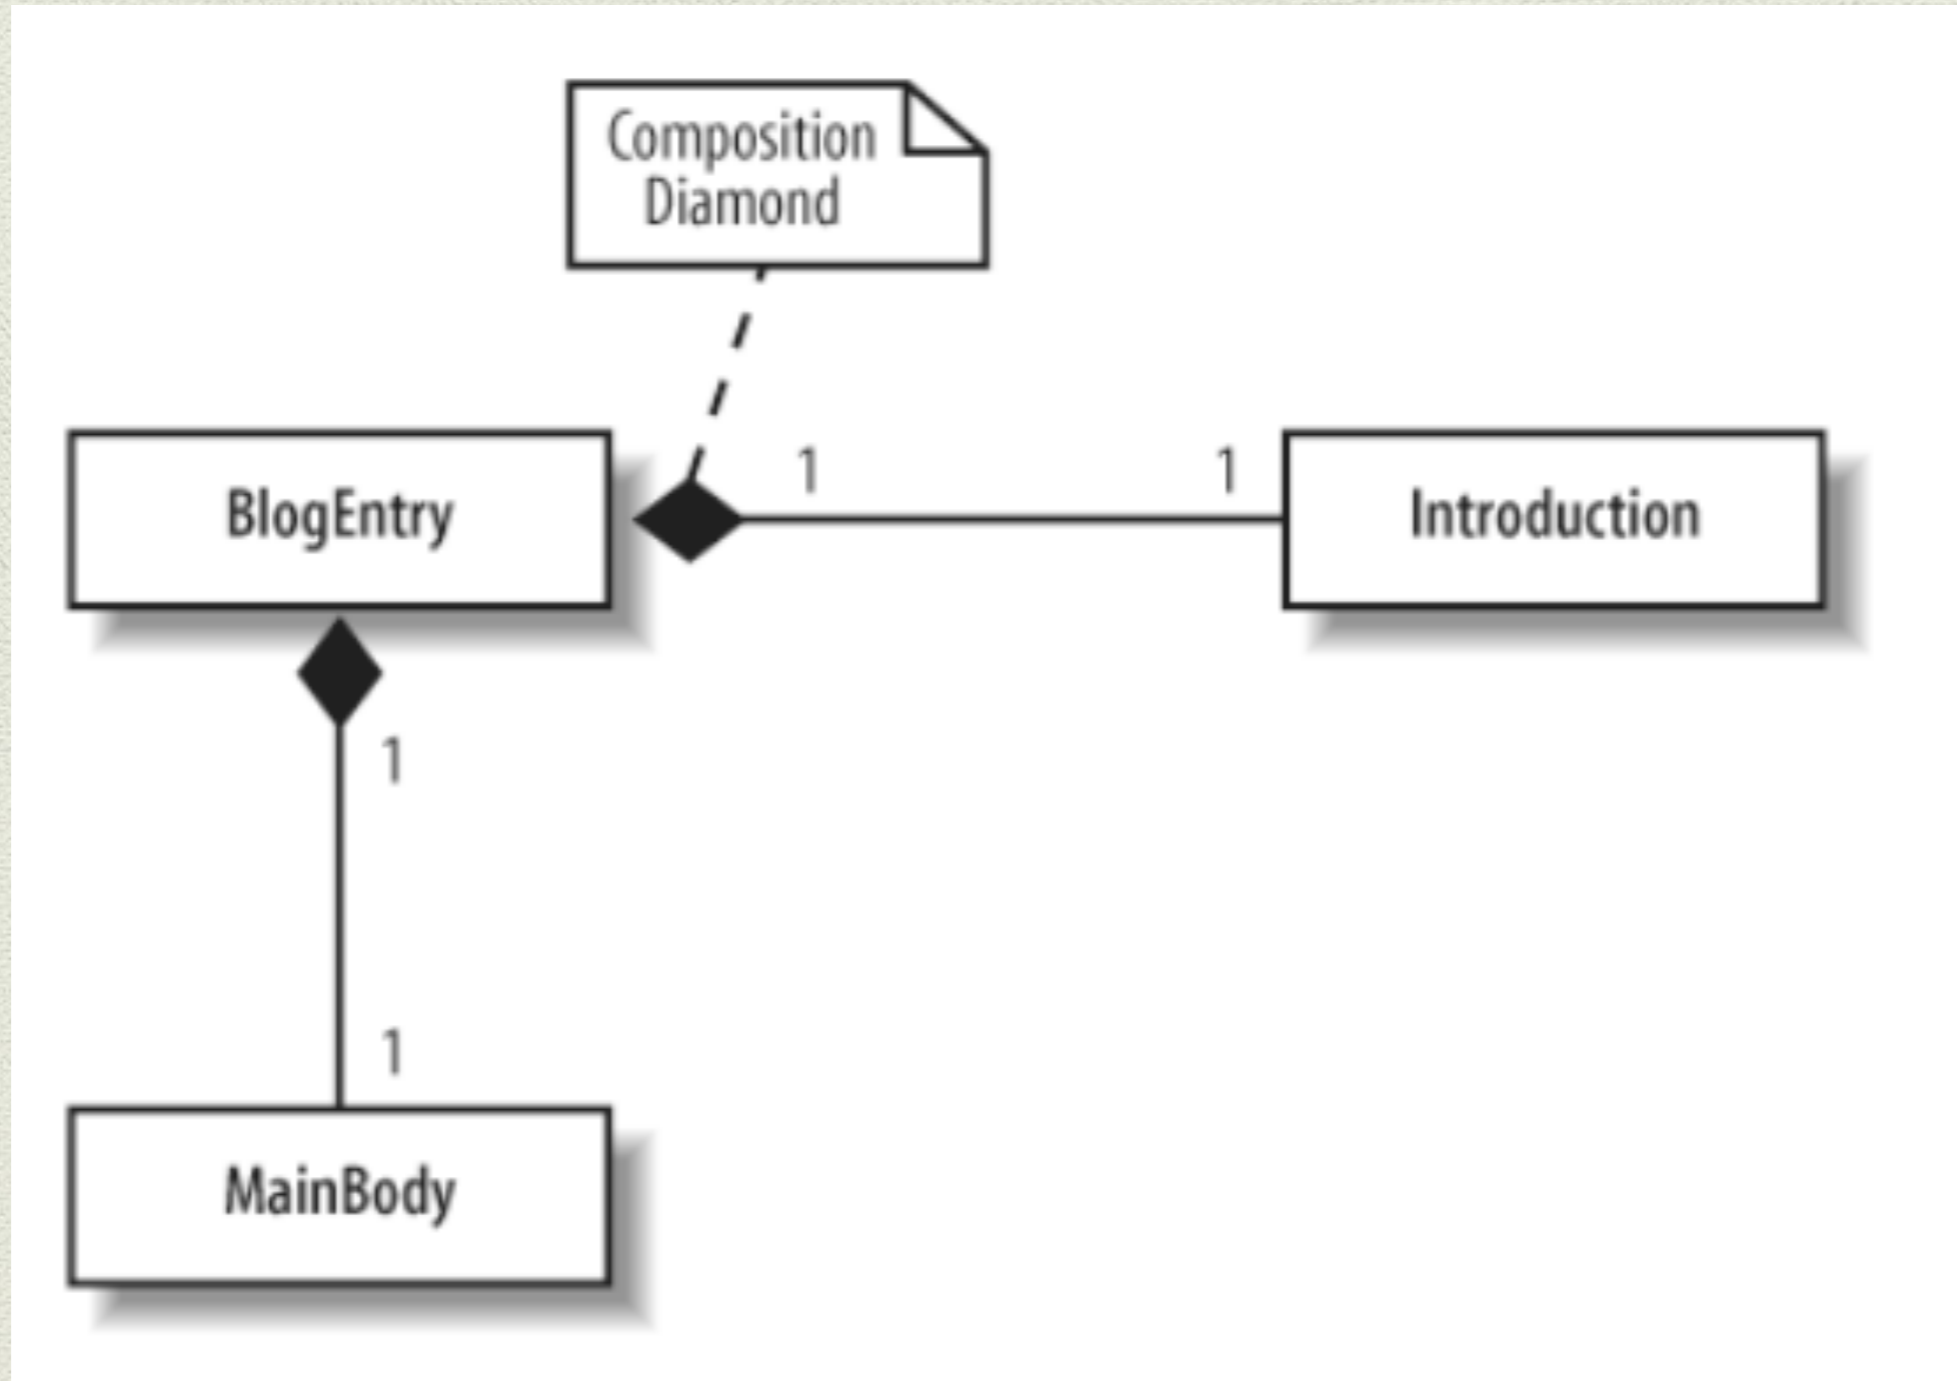 Composition
Diamond
BlogEntry
1
1
Introduction
1
1
MainBody